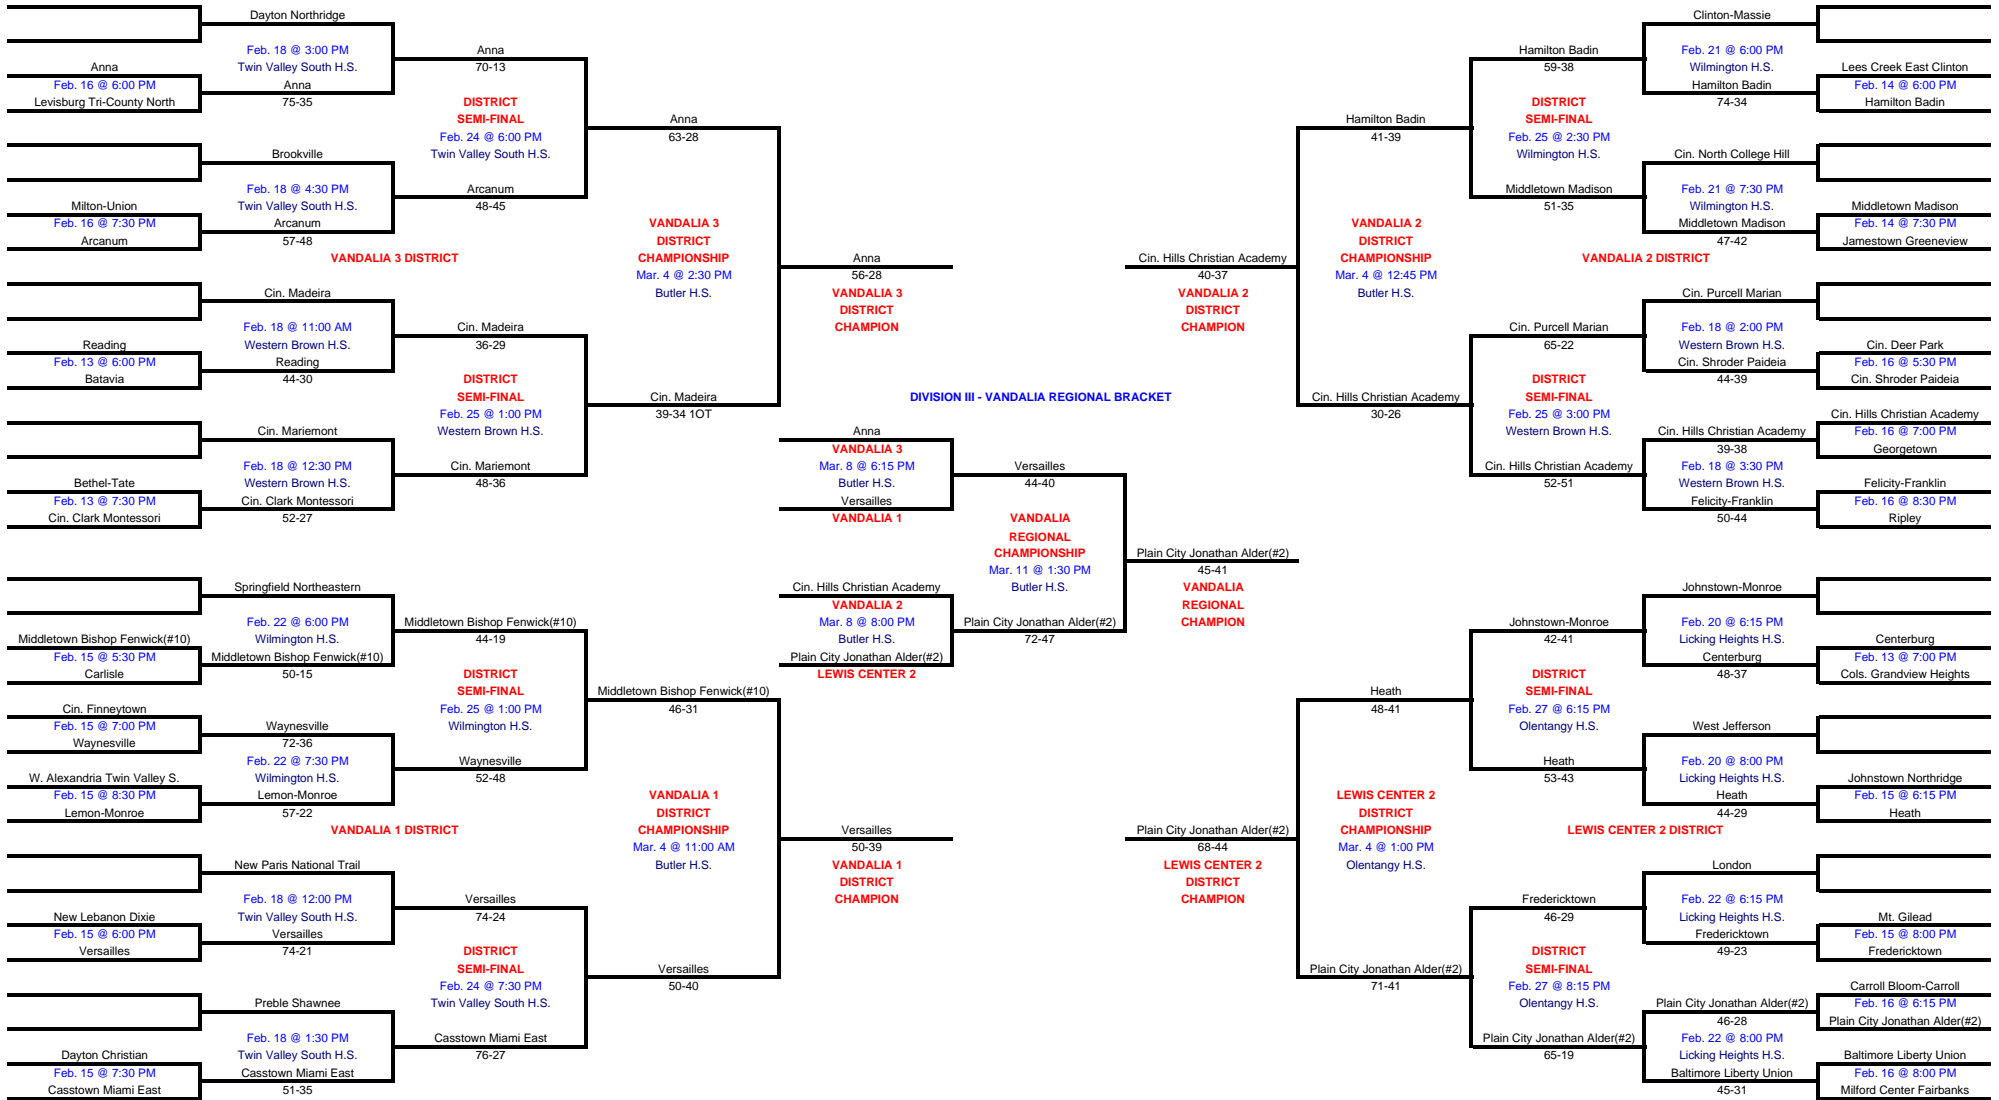 Dayton Northridge
Feb. 18 @ 3:00 PM
Twin Valley South H.S.
Anna
Feb. 16 @ 6:00 PM
Levisburg Tri-County North
Anna
75-35
Anna
70-13
DISTRICT
SEMI-FINAL
Feb. 24 @ 6:00 PM
Twin Valley South H.S.
Brookville
Feb. 18 @ 4:30 PM
Twin Valley South H.S.
Milton-Union
Feb. 16 @ 7:30 PM
Arcanum
Arcanum
57-48
Arcanum
48-45
Anna
63-28
VANDALIA 3 DISTRICT
VANDALIA 3
DISTRICT
CHAMPIONSHIP
Mar. 4 @ 2:30 PM
Butler H.S.
Anna
56-28
VANDALIA 3
DISTRICT
CHAMPION
Cin. Madeira
Feb. 18 @ 11:00 AM
Western Brown H.S.
Reading
Feb. 13 @ 6:00 PM
Batavia
Reading
44-30
Cin. Madeira
36-29
DISTRICT
SEMI-FINAL
Feb. 25 @ 1:00 PM
Western Brown H.S.
Cin. Mariemont
Feb. 18 @ 12:30 PM
Western Brown H.S.
Bethel-Tate
Feb. 13 @ 7:30 PM
Cin. Clark Montessori
Cin. Clark Montessori
52-27
Cin. Mariemont
48-36
Cin. Madeira
39-34 1OT
Springfield Northeastern
Feb. 22 @ 6:00 PM
Wilmington H.S.
Middletown Bishop Fenwick(#10)
Feb. 15 @ 5:30 PM
Carlisle
Middletown Bishop Fenwick(#10)
50-15
Middletown Bishop Fenwick(#10)
44-19
DISTRICT
SEMI-FINAL
Feb. 25 @ 1:00 PM
Wilmington H.S.
Cin. Finneytown
Feb. 15 @ 7:00 PM
Waynesville
Waynesville
72-36
Feb. 22 @ 7:30 PM
Wilmington H.S.
W. Alexandria Twin Valley S.
Feb. 15 @ 8:30 PM
Lemon-Monroe
Lemon-Monroe
57-22
Waynesville
52-48
Middletown Bishop Fenwick(#10)
46-31
VANDALIA 1 DISTRICT
VANDALIA 1
DISTRICT
CHAMPIONSHIP
Mar. 4 @ 11:00 AM
Butler H.S.
Versailles
50-39
VANDALIA 1
DISTRICT
CHAMPION
New Paris National Trail
Feb. 18 @ 12:00 PM
Twin Valley South H.S.
New Lebanon Dixie
Feb. 15 @ 6:00 PM
Versailles
Versailles
74-21
Versailles
74-24
DISTRICT
SEMI-FINAL
Feb. 24 @ 7:30 PM
Twin Valley South H.S.
Preble Shawnee
Feb. 18 @ 1:30 PM
Twin Valley South H.S.
Dayton Christian
Feb. 15 @ 7:30 PM
Casstown Miami East
Casstown Miami East
51-35
Casstown Miami East
76-27
Versailles
50-40
DIVISION III - VANDALIA REGIONAL BRACKET
Anna
VANDALIA 3
Mar. 8 @ 6:15 PM
Butler H.S.
Versailles
VANDALIA 1
Versailles
44-40
VANDALIA
REGIONAL
CHAMPIONSHIP
Mar. 11 @ 1:30 PM
Butler H.S.
Cin. Hills Christian Academy
VANDALIA 2
Mar. 8 @ 8:00 PM
Butler H.S.
Plain City Jonathan Alder(#2)
LEWIS CENTER 2
Plain City Jonathan Alder(#2)
72-47
Plain City Jonathan Alder(#2)
45-41
VANDALIA
REGIONAL
CHAMPION
Clinton-Massie
Feb. 21 @ 6:00 PM
Wilmington H.S.
Lees Creek East Clinton
Feb. 14 @ 6:00 PM
Hamilton Badin
Hamilton Badin
74-34
Hamilton Badin
59-38
DISTRICT
SEMI-FINAL
Feb. 25 @ 2:30 PM
Wilmington H.S.
Cin. North College Hill
Feb. 21 @ 7:30 PM
Wilmington H.S.
Middletown Madison
Feb. 14 @ 7:30 PM
Jamestown Greeneview
Middletown Madison
47-42
Middletown Madison
51-35
Hamilton Badin
41-39
VANDALIA 2 DISTRICT
VANDALIA 2
DISTRICT
CHAMPIONSHIP
Mar. 4 @ 12:45 PM
Butler H.S.
Cin. Hills Christian Academy
40-37
VANDALIA 2
DISTRICT
CHAMPION
Cin. Purcell Marian
Feb. 18 @ 2:00 PM
Western Brown H.S.
Cin. Deer Park
Feb. 16 @ 5:30 PM
Cin. Shroder Paideia
Cin. Shroder Paideia
44-39
Cin. Purcell Marian
65-22
DISTRICT
SEMI-FINAL
Feb. 25 @ 3:00 PM
Western Brown H.S.
Cin. Hills Christian Academy
Feb. 16 @ 7:00 PM
Georgetown
Cin. Hills Christian Academy
39-38
Feb. 18 @ 3:30 PM
Western Brown H.S.
Felicity-Franklin
Feb. 16 @ 8:30 PM
Ripley
Felicity-Franklin
50-44
Cin. Hills Christian Academy
52-51
Cin. Hills Christian Academy
30-26
Johnstown-Monroe
Feb. 20 @ 6:15 PM
Licking Heights H.S.
Centerburg
Feb. 13 @ 7:00 PM
Cols. Grandview Heights
Centerburg
48-37
Johnstown-Monroe
42-41
DISTRICT
SEMI-FINAL
Feb. 27 @ 6:15 PM
Olentangy H.S.
West Jefferson
Feb. 20 @ 8:00 PM
Licking Heights H.S.
Johnstown Northridge
Feb. 15 @ 6:15 PM
Heath
Heath
44-29
Heath
53-43
Heath
48-41
LEWIS CENTER 2 DISTRICT
LEWIS CENTER 2
DISTRICT
CHAMPIONSHIP
Mar. 4 @ 1:00 PM
Olentangy H.S.
Plain City Jonathan Alder(#2)
68-44
LEWIS CENTER 2
DISTRICT
CHAMPION
London
Feb. 22 @ 6:15 PM
Licking Heights H.S.
Mt. Gilead
Feb. 15 @ 8:00 PM
Fredericktown
Fredericktown
49-23
Fredericktown
46-29
DISTRICT
SEMI-FINAL
Feb. 27 @ 8:15 PM
Olentangy H.S.
Carroll Bloom-Carroll
Feb. 16 @ 6:15 PM
Plain City Jonathan Alder(#2)
Plain City Jonathan Alder(#2)
46-28
Feb. 22 @ 8:00 PM
Licking Heights H.S.
Baltimore Liberty Union
Feb. 16 @ 8:00 PM
Milford Center Fairbanks
Baltimore Liberty Union
45-31
Plain City Jonathan Alder(#2)
65-19
Plain City Jonathan Alder(#2)
71-41